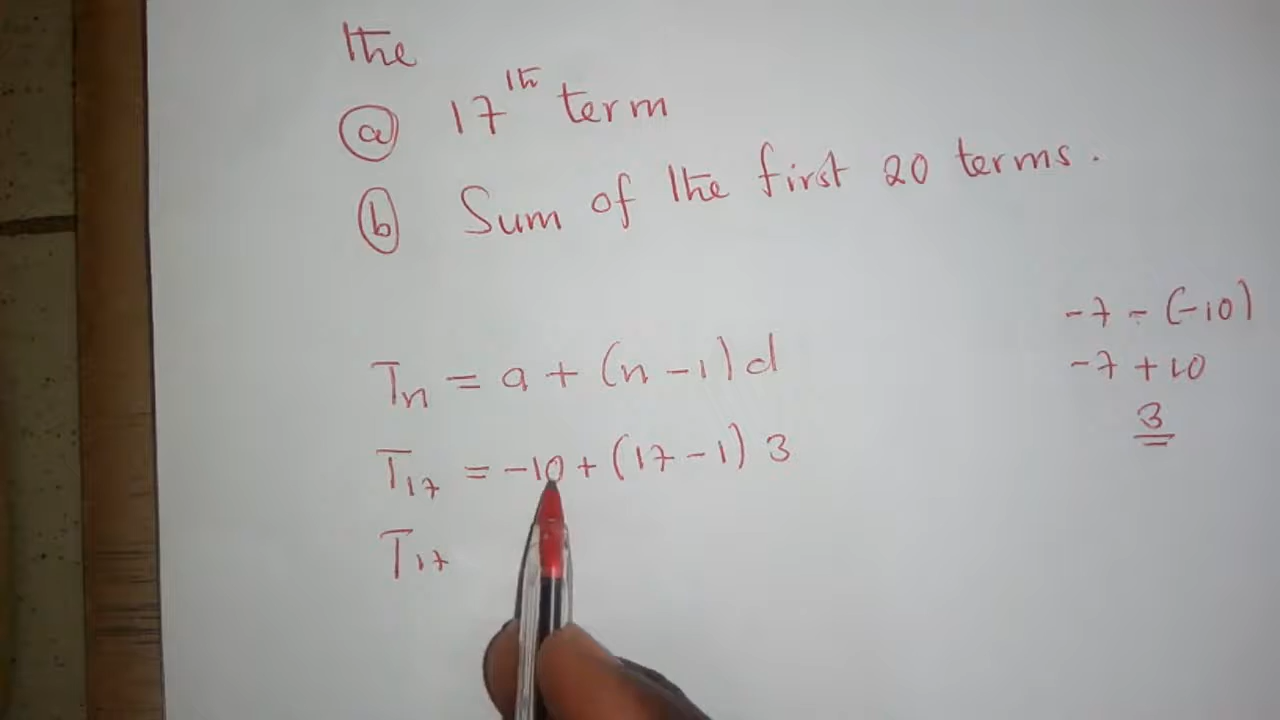 the
(a) 17th term
(b) Sum of the first 20 terms.
-7 - (-10)
-7 + 10
3
Tn = a + (n - 1) d
T17 = -10 + (17 - 1) 3
T17